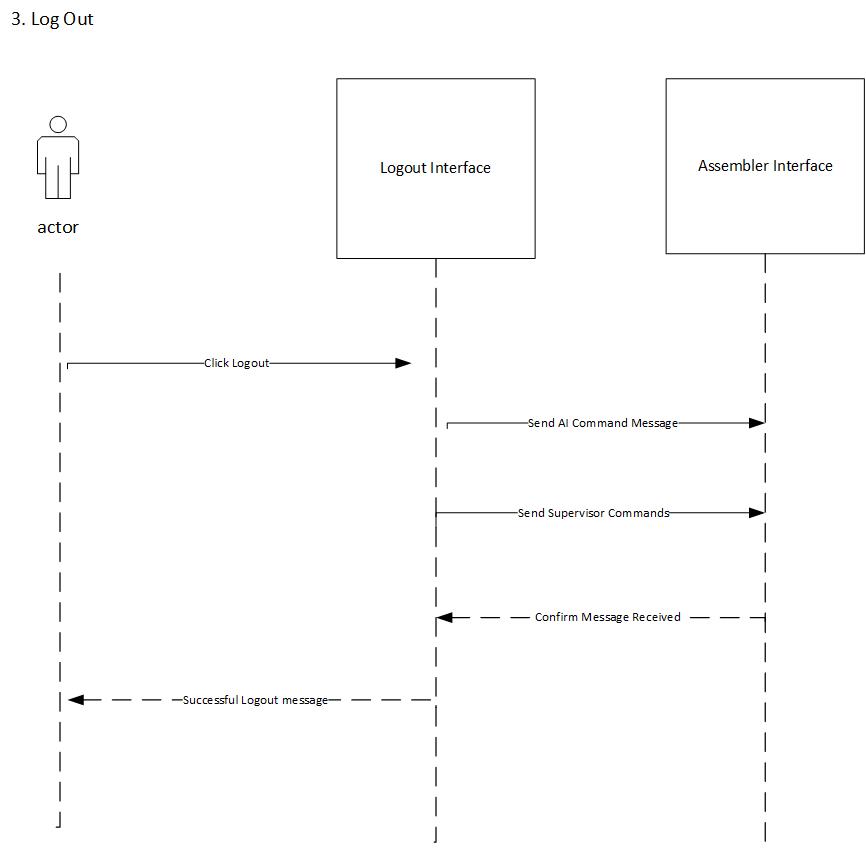 3. Log Out
Logout Interface
Assembler Interface
actor
Click Logout
Send AI Command Message
Send Supervisor Commands
Confirm Message Received
Successful Logout message